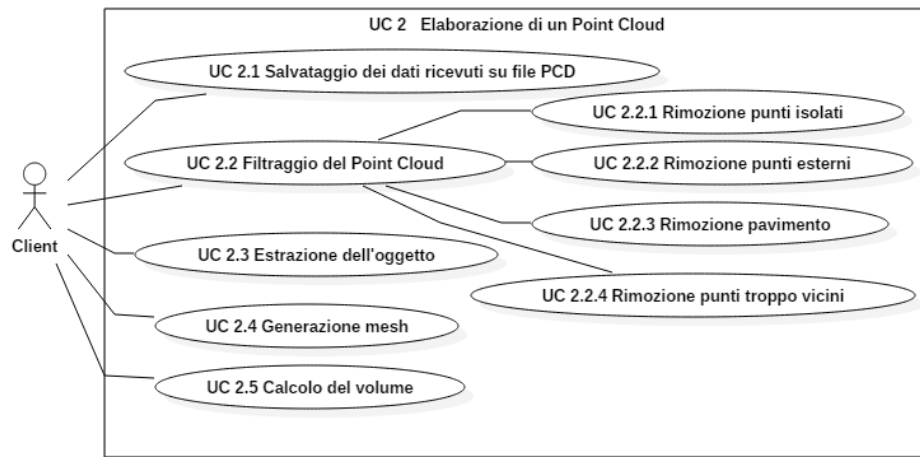 UC 2 Elaborazione di un Point Cloud
UC 2.1 Salvataggio dei dati ricevuti su file PCD
UC 2.2.1 Rimozione punti isolati
UC 2.2 Filtraggio del Point Cloud
UC 2.2.2 Rimozione punti esterni
UC 2.2.3 Rimozione pavimento
Client
UC 2.3 Estrazione dell'oggetto
UC 2.2.4 Rimozione punti troppo vicini
UC 2.4 Generazione mesh
UC 2.5 Calcolo del volume